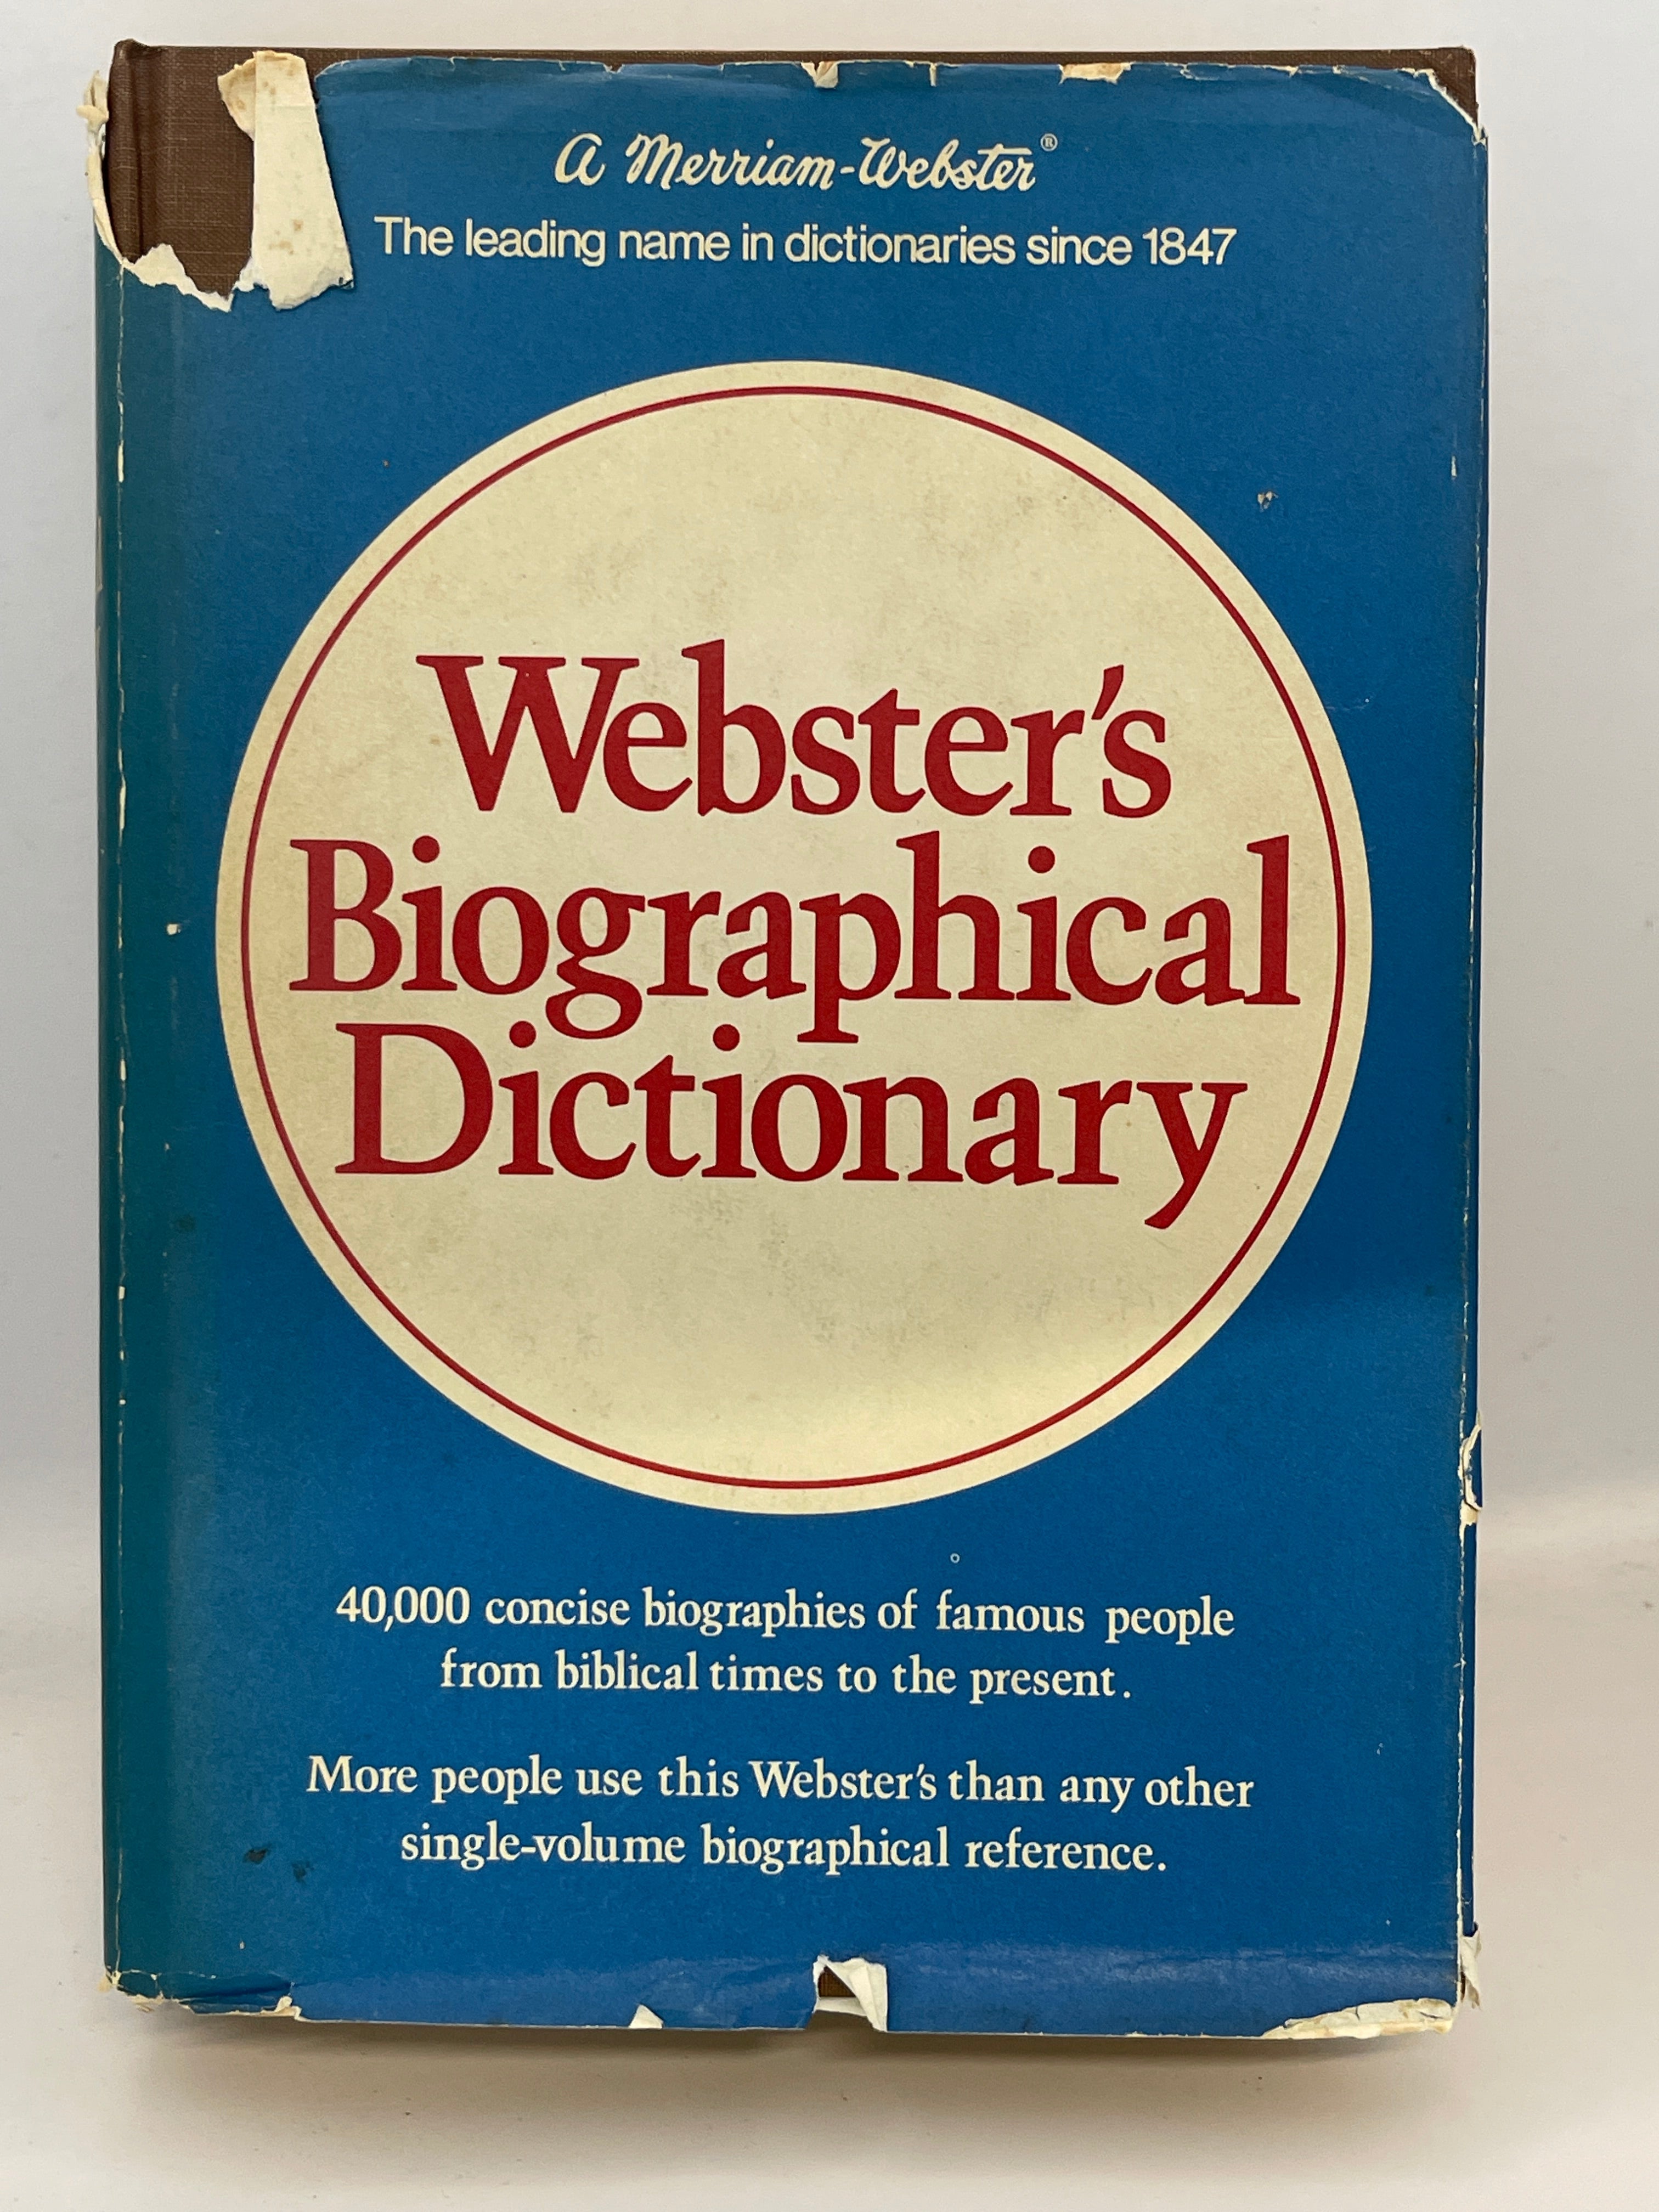 A Merriam-Webster®
The leading name in dictionaries since 1847
Webster's
Biographical
Dictionary
40,000 concise biographies of famous people
from biblical times to the present.
More people use this Webster's than any other
single-volume biographical reference.